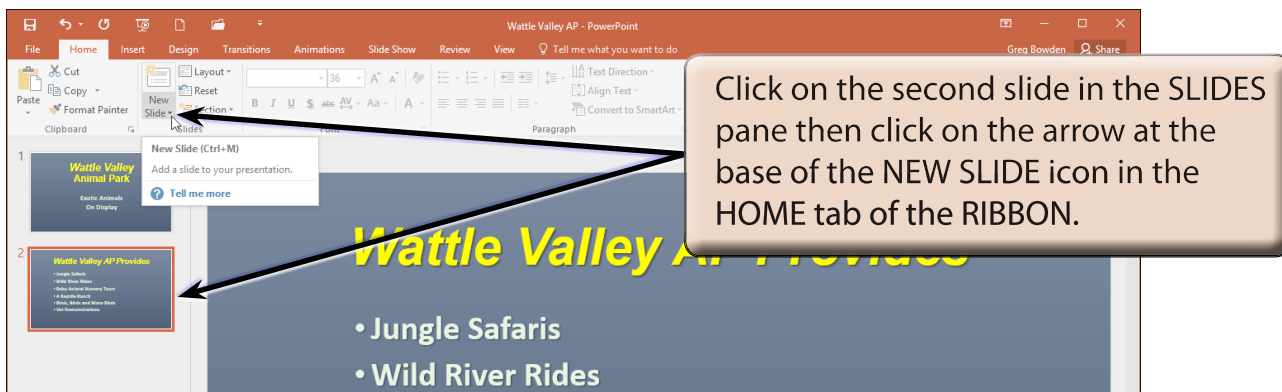 Wattle Valley AP - PowerPoint
File Home Insert Design Transitions Animations Slide Show Review View Tell me what you want to do Greg Bowden Share
Cut
Copy
Format Painter
Paste
Clipboard
New
Slide
Layout
Reset
Slides
36
B I U S abc AV Aa A
Text Direction
Align Text
Convert to SmartArt
Paragraph
New Slide (Ctrl+M)
Add a slide to your presentation.
Tell me more
Click on the second slide in the SLIDES
pane then click on the arrow at the
base of the NEW SLIDE icon in the
HOME tab of the RIBBON.
1
Wattle Valley
Animal Park
Exotic Animals
On Display
2
Wattle Valley AP Provides
• Jungle Safaris
• Wild River Rides
• Baby Animal Nursery Tours
• A Reptile Ranch
• Birds, Birds and More Birds
• Vet Demonstrations
Wattle Valley
• Jungle Safaris
• Wild River Rides